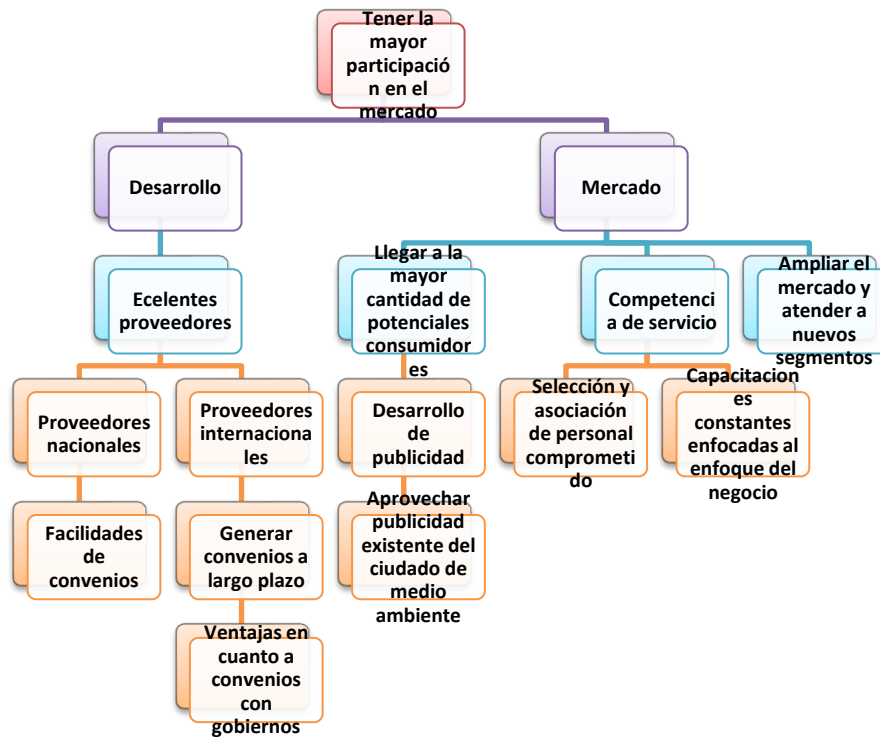 Tener la
mayor
participació
n en el
mercado
Desarrollo
Mercado
Ecelentes
proveedores
Llegar a la
mayor
cantidad de
potenciales
consumidor
es
Competenci
a de servicio
Ampliar el
mercado y
atender a
nuevos
segmentos
Proveedores
nacionales
Proveedores
internaciona
les
Desarrollo
de
publicidad
Selección y
asociación
de personal
comprometi
do
Capacitacion
es
constantes
enfocadas al
enfoque del
negocio
Facilidades
de
convenios
Generar
convenios a
largo plazo
Aprovechar
publicidad
existente del
ciudado de
medio
ambiente
Ventajas en
cuanto a
convenios
con
gobiernos